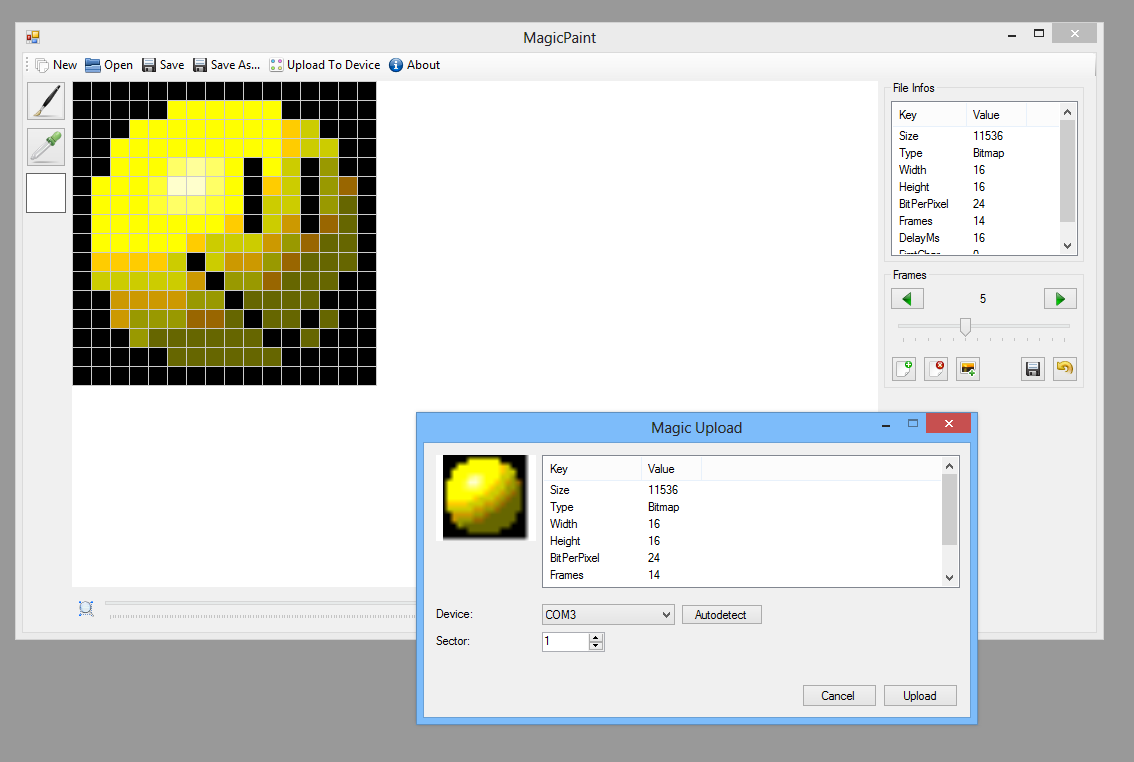 MagicPaint
New Open Save Save As... Upload To Device About
File Infos
Key Value
Size 11536
Type Bitmap
Width 16
Height 16
BitPerPixel 24
Frames 14
DelayMs 16
Frames
5
Magic Upload
Key Value
Size 11536
Type Bitmap
Width 16
Height 16
BitPerPixel 24
Frames 14
Device: COM3 Autodetect
Sector: 1
Cancel Upload